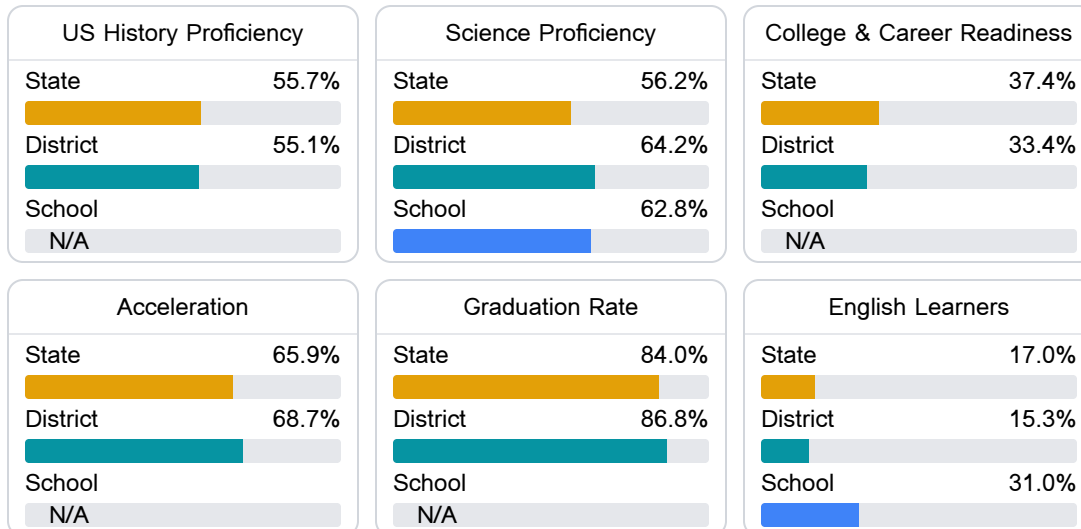 US History Proficiency
State 55.7%
District 55.1%
School
N/A
Science Proficiency
State 56.2%
District 64.2%
School 62.8%
College & Career Readiness
State 37.4%
District 33.4%
School
N/A
Acceleration
State 65.9%
District 68.7%
School
N/A
Graduation Rate
State 84.0%
District 86.8%
School
N/A
English Learners
State 17.0%
District 15.3%
School 31.0%